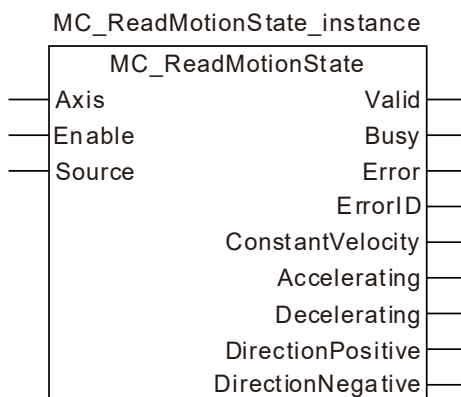 MC_ReadMotionState_instance
MC_ReadMotionState
Axis Valid
Enable Busy
Source Error
ErrorID
ConstantVelocity
Accelerating
Decelerating
DirectionPositive
DirectionNegative